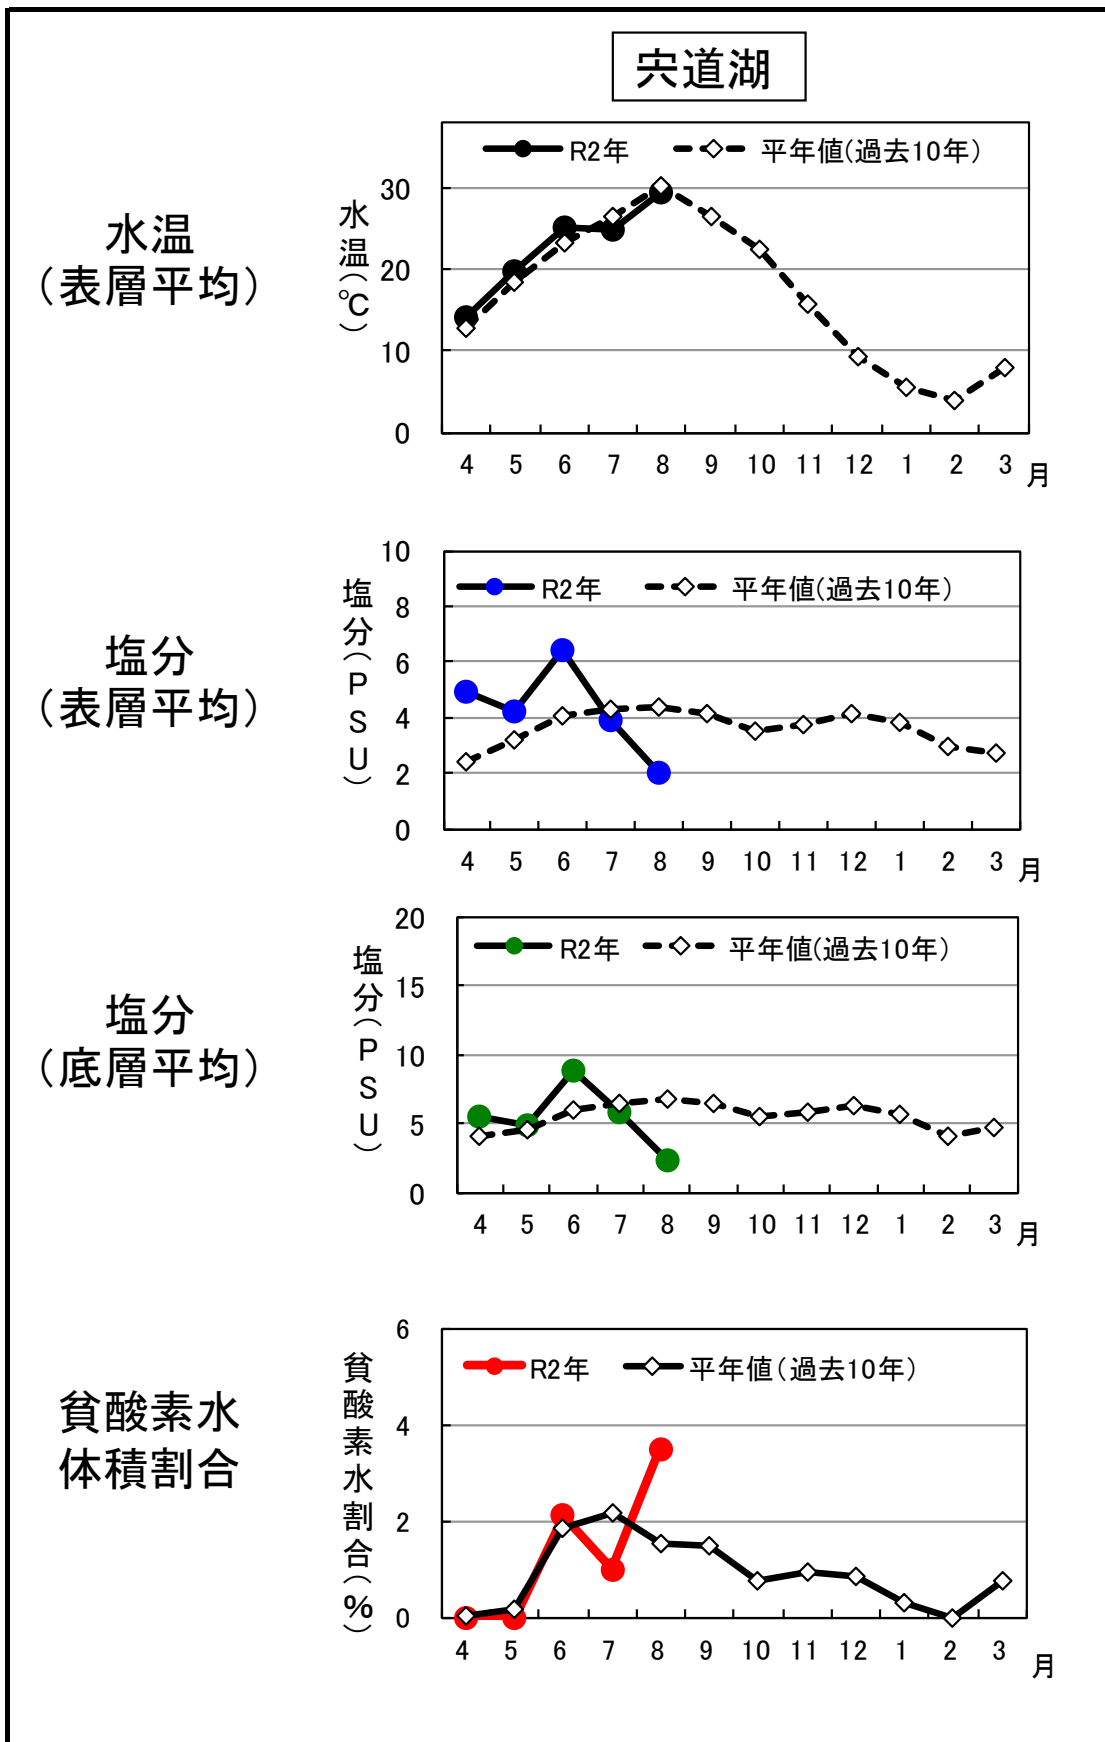 宍道湖
水温
（表層平均）
水温(℃)
R2年
平年値(過去10年)
30
20
10
0
4 5 6 7 8 9 10 11 12 1 2 3 月
塩分
（表層平均）
塩分(PSU)
R2年
平年値(過去10年)
10
8
6
4
2
0
4 5 6 7 8 9 10 11 12 1 2 3 月
塩分
（底層平均）
塩分(PSU)
R2年
平年値(過去10年)
20
15
10
5
0
4 5 6 7 8 9 10 11 12 1 2 3 月
貧酸素水
体積割合
貧酸素水割合(%)
R2年
平年値(過去10年)
6
4
2
0
4 5 6 7 8 9 10 11 12 1 2 3 月